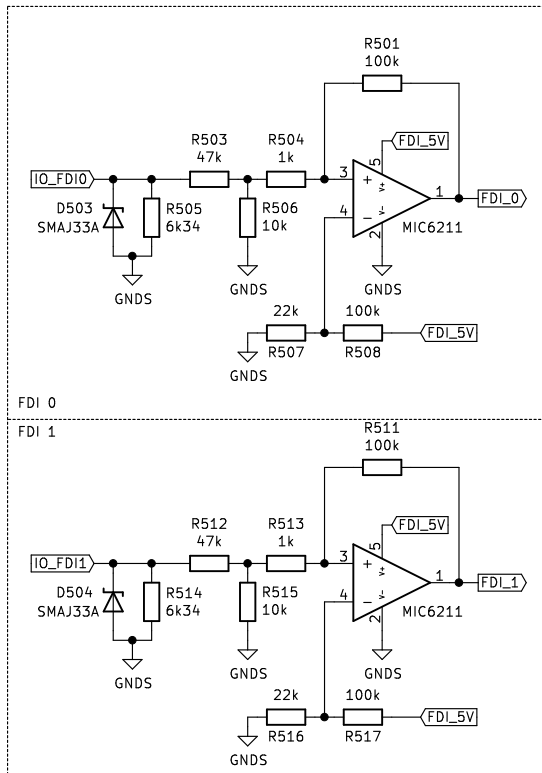 R501
100k
FDI_5V
R503
47k
R504
1k
IO_FDI0
3
+
5
V+
1
FDI_0
D503
SMAJ33A
R505
6k34
R506
10k
4
—
V-
2
MIC6211
GNDS
GNDS
GNDS
22k
R507
100k
R508
FDI_5V
GNDS
FDI 0
FDI 1
R511
100k
FDI_5V
R512
47k
R513
1k
IO_FDI1
3
+
5
V+
1
FDI_1
D504
SMAJ33A
R514
6k34
R515
10k
4
—
V-
2
MIC6211
GNDS
GNDS
GNDS
22k
R516
100k
R517
FDI_5V
GNDS